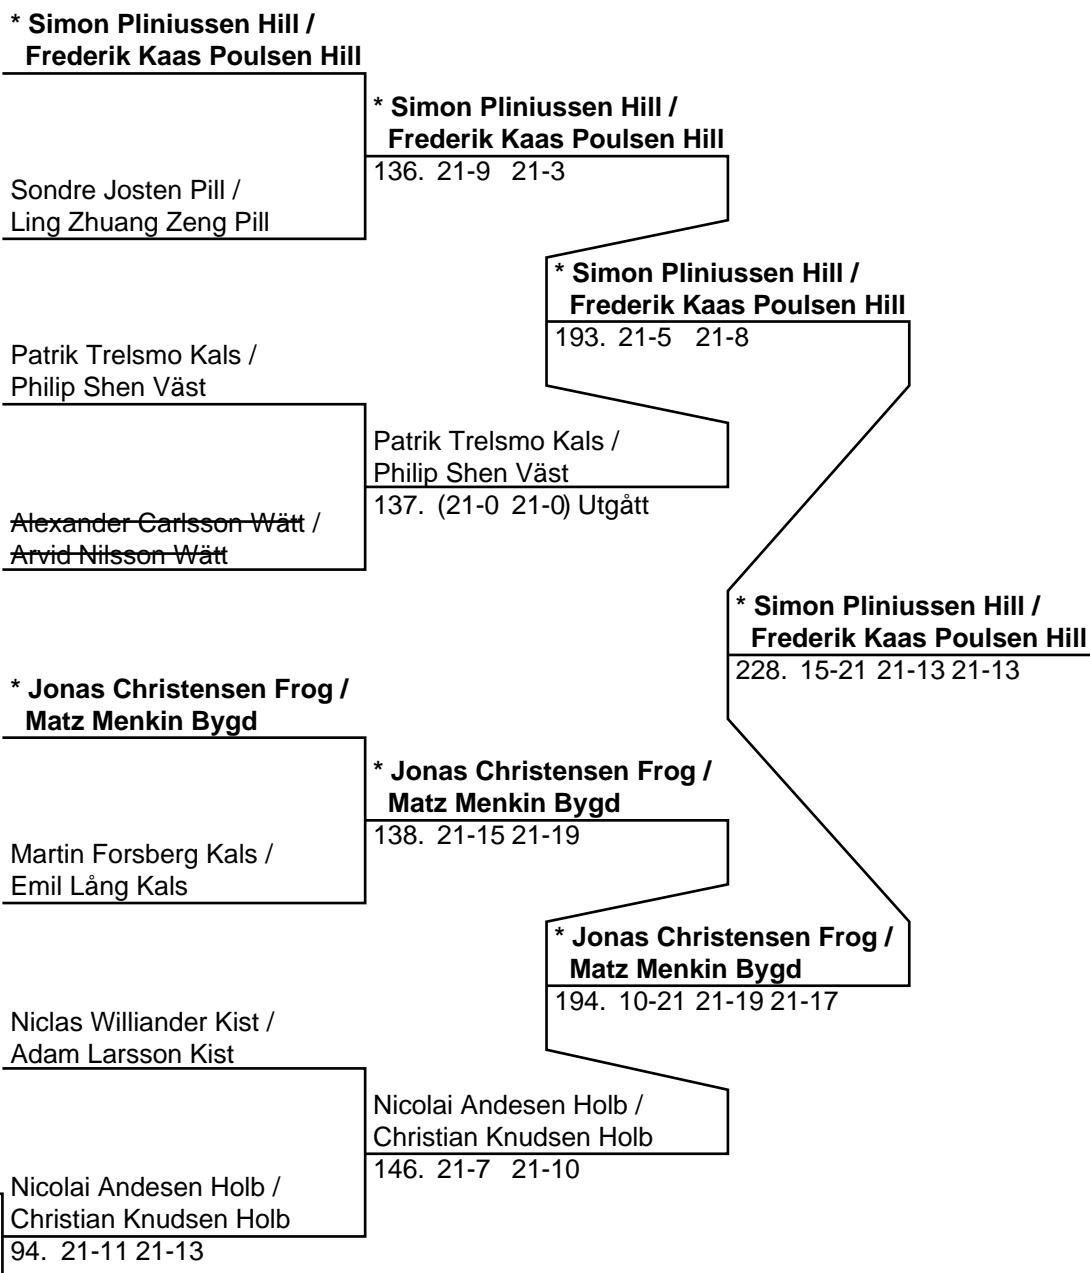 * Simon Pliniussen Hill /
Frederik Kaas Poulsen Hill
* Simon Pliniussen Hill /
Frederik Kaas Poulsen Hill
136. 21-9 21-3
Sondre Josten Pill /
Ling Zhuang Zeng Pill
* Simon Pliniussen Hill /
Frederik Kaas Poulsen Hill
193. 21-5 21-8
Patrik Trelsmo Kals /
Philip Shen Väst
Patrik Trelsmo Kals /
Philip Shen Väst
137. (21-0 21-0) Utgått
Alexander Carlsson Wätt /
Arvid Nilsson Wätt
* Simon Pliniussen Hill /
Frederik Kaas Poulsen Hill
228. 15-21 21-13 21-13
* Jonas Christensen Frog /
Matz Menkin Bygd
* Jonas Christensen Frog /
Matz Menkin Bygd
138. 21-15 21-19
Martin Forsberg Kals /
Emil Lång Kals
* Jonas Christensen Frog /
Matz Menkin Bygd
194. 10-21 21-19 21-17
Niclas Williander Kist /
Adam Larsson Kist
Nicolai Andesen Holb /
Christian Knudsen Holb
146. 21-7 21-10
Nicolai Andesen Holb /
Christian Knudsen Holb
94. 21-11 21-13